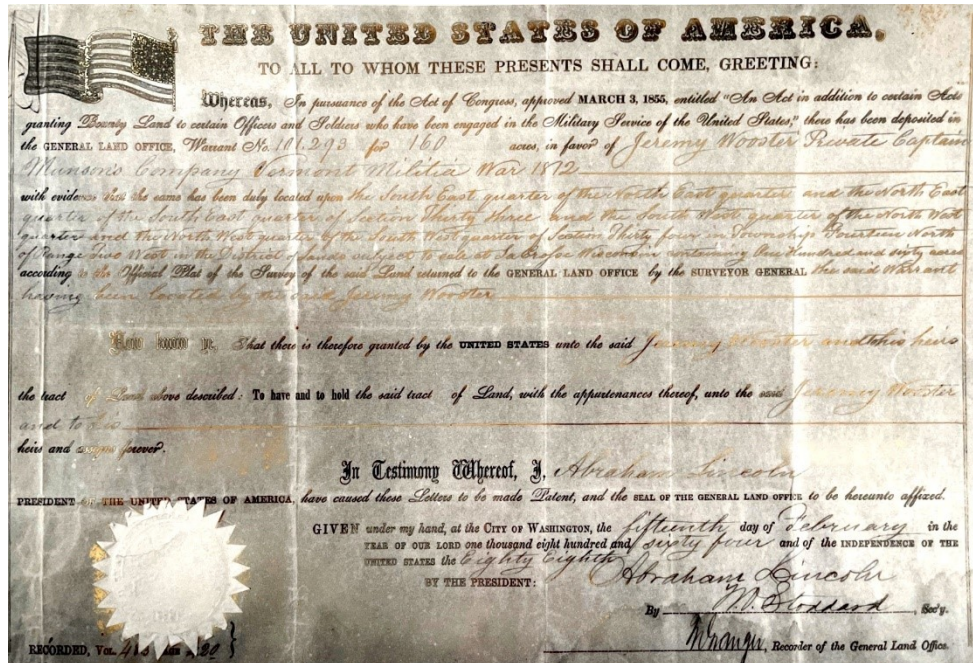 THE UNITED STATES OF AMERICA.
TO ALL TO WHOM THESE PRESENTS SHALL COME, GREETING:
Whereas, In pursuance of the Act of Congress, approved MARCH 3, 1855, entitled "An Act in addition to certain Acts
granting Bounty Land to certain Officers and Soldiers who have been engaged in the Military Service of the United States," there has been deposited in
the GENERAL LAND OFFICE, Warrant No. 101.293 for 160 acres, in favor of Jeremy Wooster Private Captain
Munson's Company Vermont Militia War 1812
with evidence that the same has been duly located upon the South East quarter of the North East quarter and the North East
quarter of the South East quarter of Section Thirty three and the South West quarter of the North West
quarter and the North West quarter of the South West quarter of Section Thirty four in Township Fourteen North
of Range Two West in the District of Lands subject to sale at La Crosse Wisconsin containing One Hundred and sixty acres
according to the Official Plat of the Survey of the said Land returned to the GENERAL LAND OFFICE by the SURVEYOR GENERAL the said Warrant
having been located by the said Jeremy Wooster
Now know ye, That there is therefore granted by the UNITED STATES unto the said Jeremy Wooster and his heirs
the tract of Land above described: To have and to hold the said tract of Land, with the appurtenances thereof, unto the said Jeremy Wooster
and to his
heirs and assigns forever.
In Testimony Whereof, I, Abraham Lincoln
PRESIDENT OF THE UNITED STATES OF AMERICA, have caused these Letters to be made Patent, and the SEAL OF THE GENERAL LAND OFFICE to be hereunto affixed.
GIVEN under my hand, at the CITY OF WASHINGTON, the fifteenth day of February in the
YEAR OF OUR LORD one thousand eight hundred and sixty four and of the INDEPENDENCE OF THE
UNITED STATES the Eighty Eighth
BY THE PRESIDENT: Abraham Lincoln
By W. O. Stoddard, Sec'y.
RECORDED, Vol. 20 Granger, Recorder of the General Land Office.